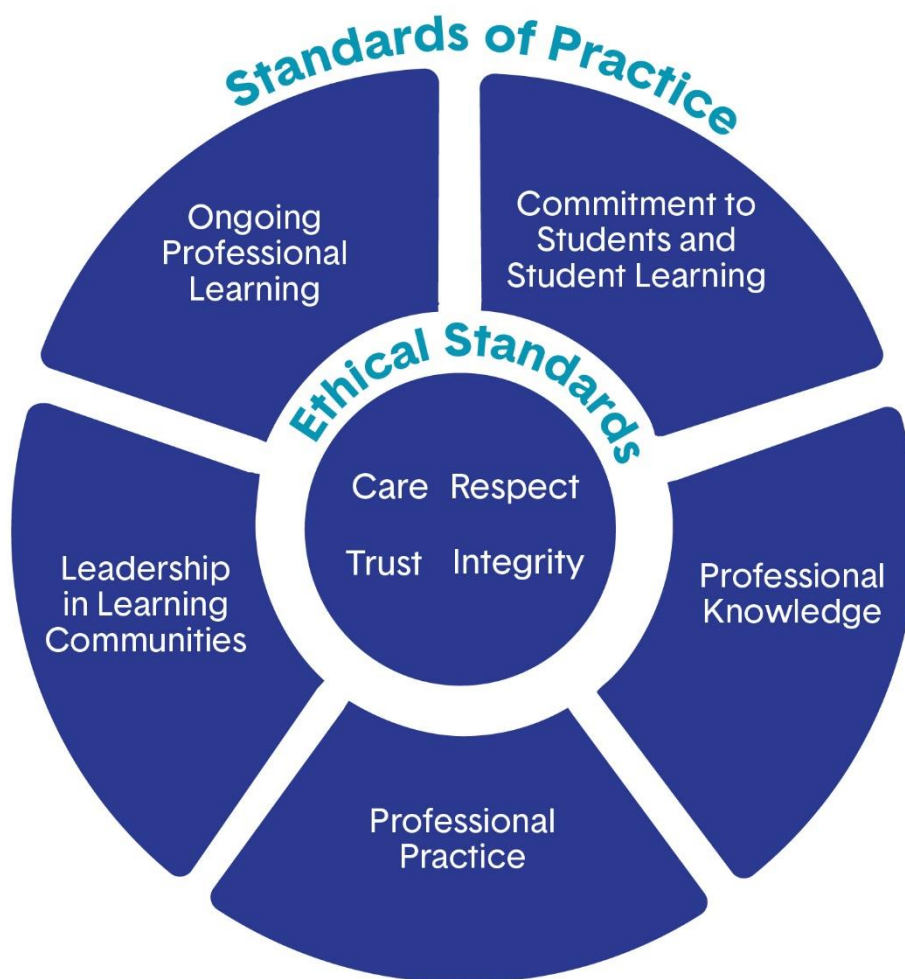 Standards of Practice
Ongoing
Professional
Learning
Commitment to
Students and
Student Learning
Ethical Standards
Care Respect
Trust Integrity
Leadership
in Learning
Communities
Professional
Knowledge
Professional
Practice